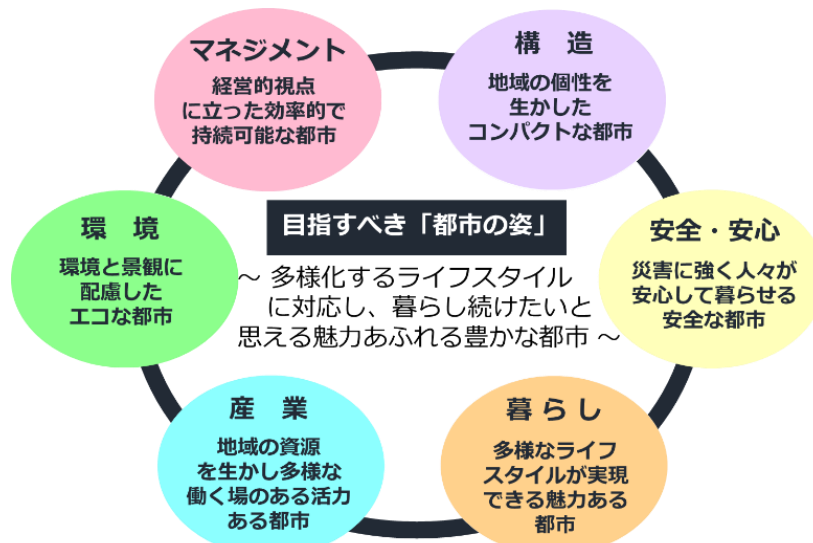 マネジメント
経営的視点
に立った効率的で
持続可能な都市
構　造
地域の個性を
生かした
コンパクトな都市
環　境
環境と景観に
配慮した
エコな都市
目指すべき「都市の姿」
～ 多様化するライフスタイル
に対応し、暮らし続けたいと
思える魅力あふれる豊かな都市 ～
安全・安心
災害に強く人々が
安心して暮らせる
安全な都市
産　業
地域の資源
を生かし多様な
働く場のある活力
ある都市
暮 ら し
多様なライフ
スタイルが実現
できる魅力ある
都市